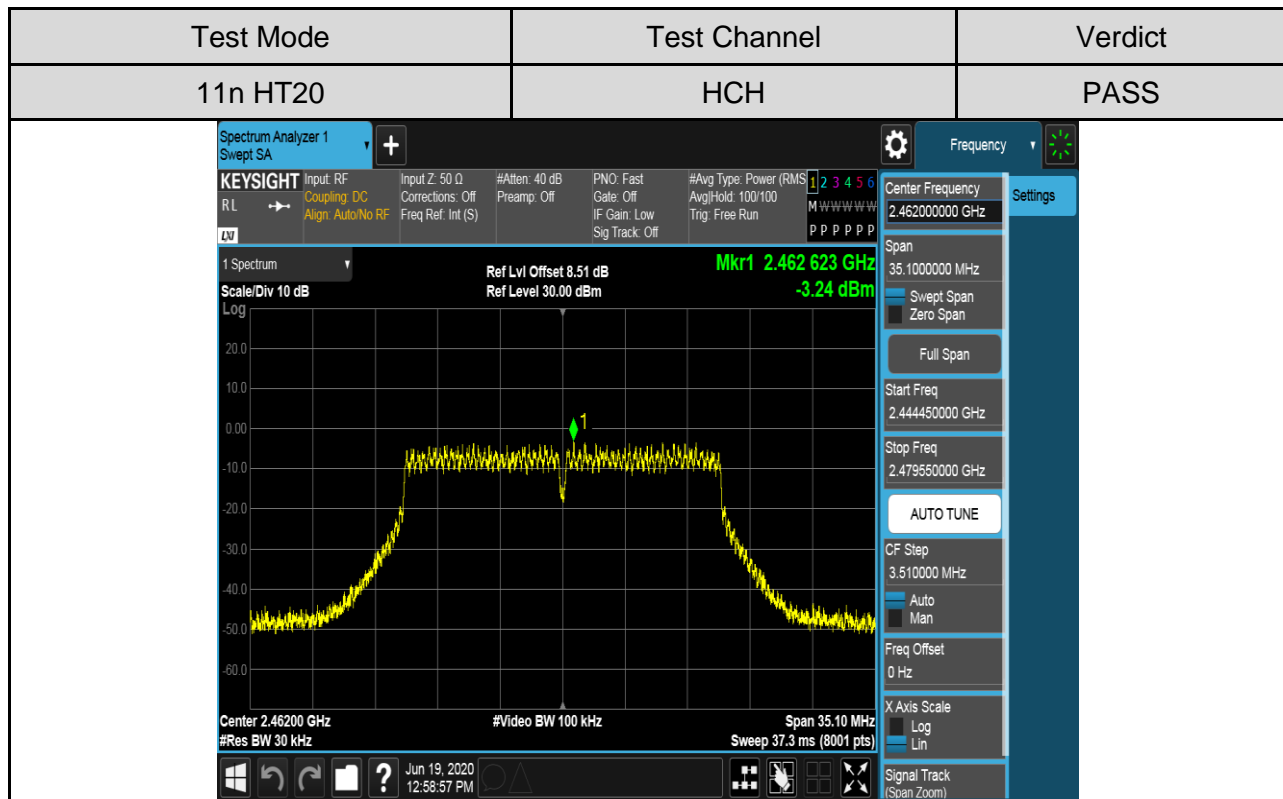 Test Mode Test Channel Verdict
11n HT20 HCH PASS
Spectrum Analyzer 1
Swept SA
Frequency
KEYSIGHT Input: RF Input Z: 50 Ω #Atten: 40 dB PNO: Fast #Avg Type: Power (RMS 1 2 3 4 5 6
RL Coupling: DC Corrections: Off Preamp: Off Gate: Off Avg|Hold: 100/100 M W W W W W
Align: Auto/No RF Freq Ref: Int (S) IF Gain: Low Trig: Free Run
LXI Sig Track: Off P P P P P P
1 Spectrum Ref Lvl Offset 8.51 dB Mkr1 2.462 623 GHz
Scale/Div 10 dB Ref Level 30.00 dBm -3.24 dBm
Log
20.0
10.0
0.00
1
-10.0
-20.0
-30.0
-40.0
-50.0
-60.0
Center 2.46200 GHz #Video BW 100 kHz Span 35.10 MHz
#Res BW 30 kHz Sweep 37.3 ms (8001 pts)
Jun 19, 2020
12:58:57 PM
Center Frequency
2.462000000 GHz
Settings
Span
35.1000000 MHz
Swept Span
Zero Span
Full Span
Start Freq
2.444450000 GHz
Stop Freq
2.479550000 GHz
AUTO TUNE
CF Step
3.510000 MHz
Auto
Man
Freq Offset
0 Hz
X Axis Scale
Log
Lin
Signal Track
(Span Zoom)